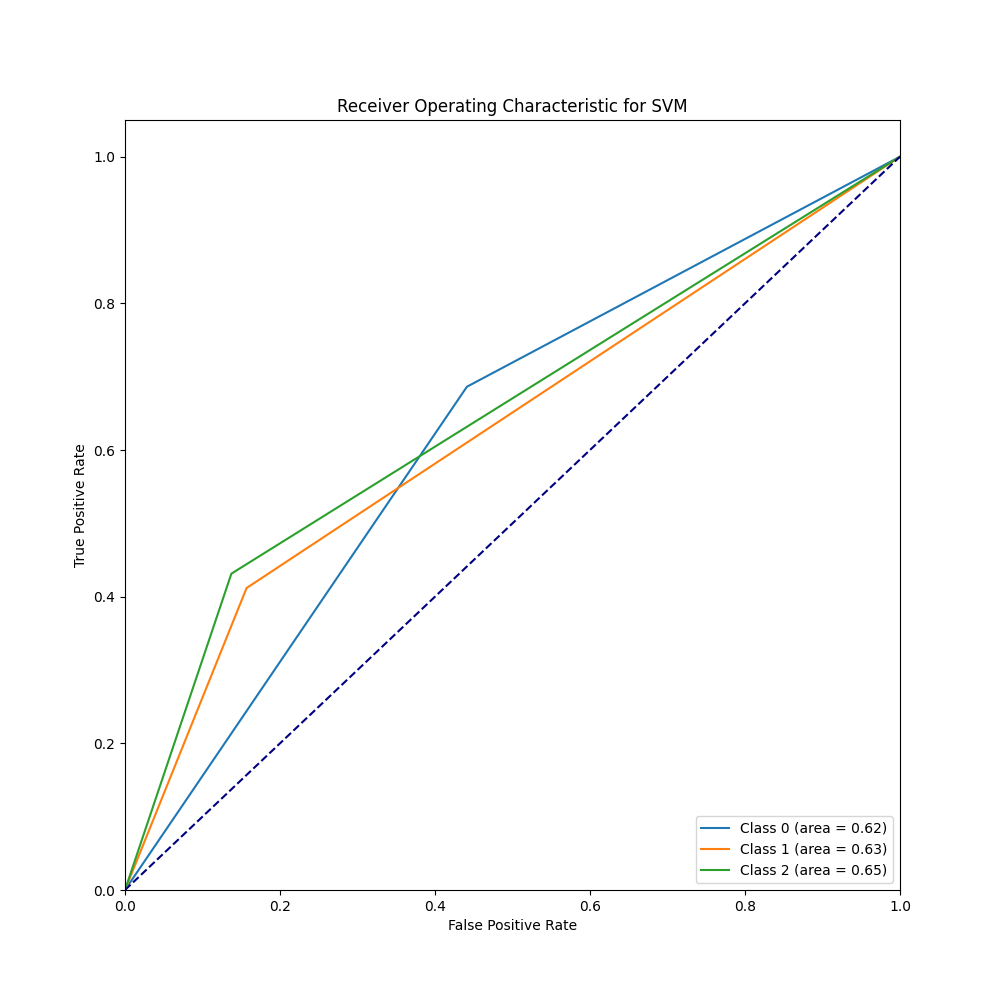 Receiver Operating Characteristic for SVM
1.0
0.8
0.6
0.4
0.2
0.0
True Positive Rate
0.0 0.2 0.4 0.6 0.8 1.0
False Positive Rate
Class 0 (area = 0.62)
Class 1 (area = 0.63)
Class 2 (area = 0.65)